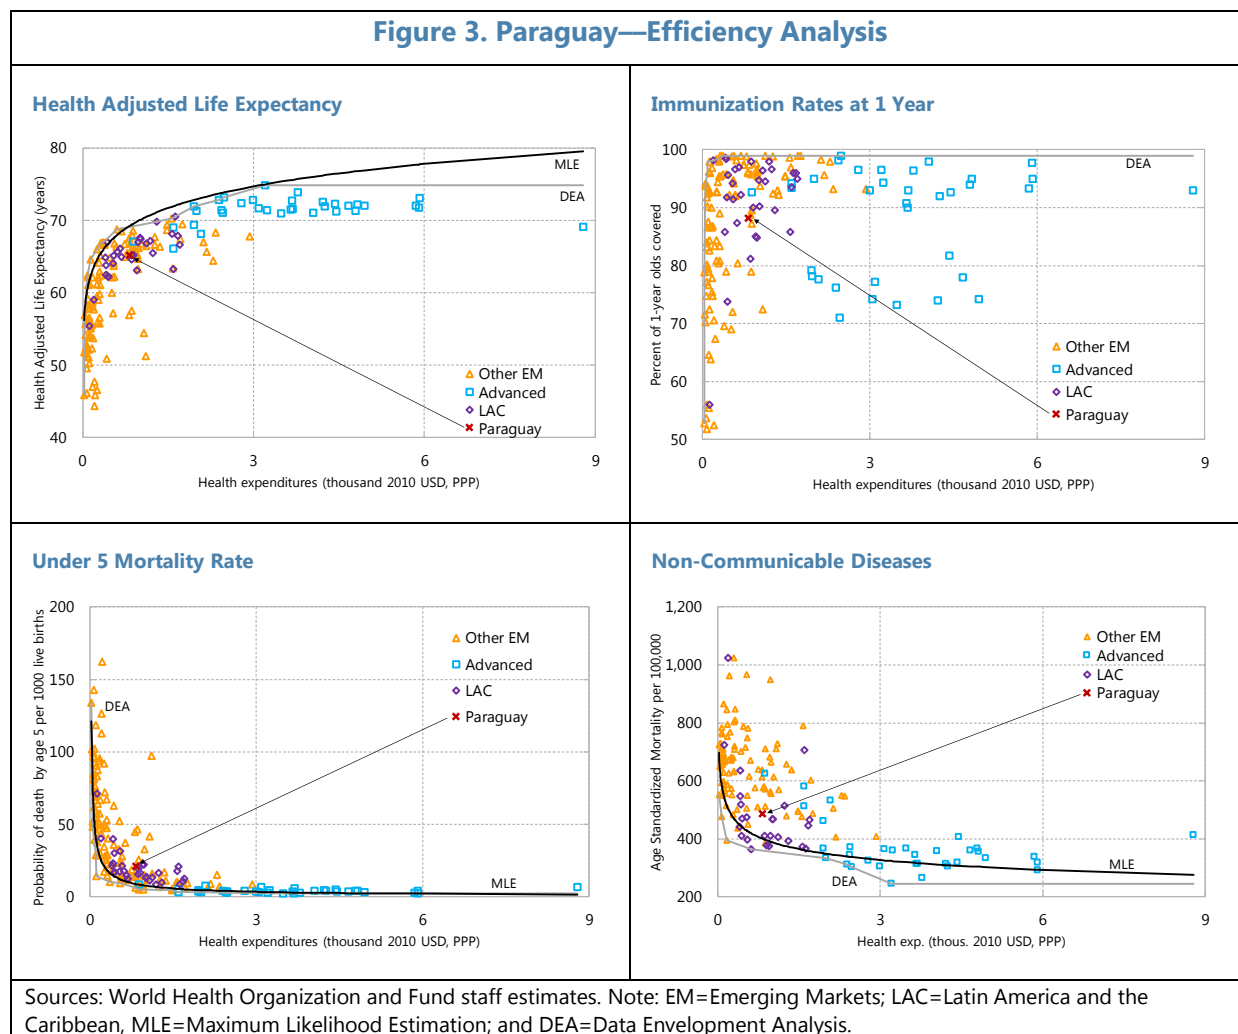 Figure 3. Paraguay—Efficiency Analysis
Health Adjusted Life Expectancy
Health Adjusted Life Expectancy (years)
80
70
60
50
40
MLE
DEA
Other EM
Advanced
LAC
Paraguay
0 3 6 9
Health expenditures (thousand 2010 USD, PPP)
Immunization Rates at 1 Year
Percent of 1-year olds covered
100
90
80
70
60
50
DEA
Other EM
Advanced
LAC
Paraguay
0 3 6 9
Health expenditures (thousand 2010 USD, PPP)
Under 5 Mortality Rate
Probability of death by age 5 per 1000 live births
200
150
100
50
0
DEA
Other EM
Advanced
LAC
Paraguay
MLE
0 3 6 9
Health expenditures (thousand 2010 USD, PPP)
Non-Communicable Diseases
Age Standardized Mortality per 100,000
1,200
1,000
800
600
400
200
Other EM
Advanced
LAC
Paraguay
MLE
DEA
0 3 6 9
Health exp. (thous. 2010 USD, PPP)
Sources: World Health Organization and Fund staff estimates. Note: EM=Emerging Markets; LAC=Latin America and the
Caribbean, MLE=Maximum Likelihood Estimation; and DEA=Data Envelopment Analysis.